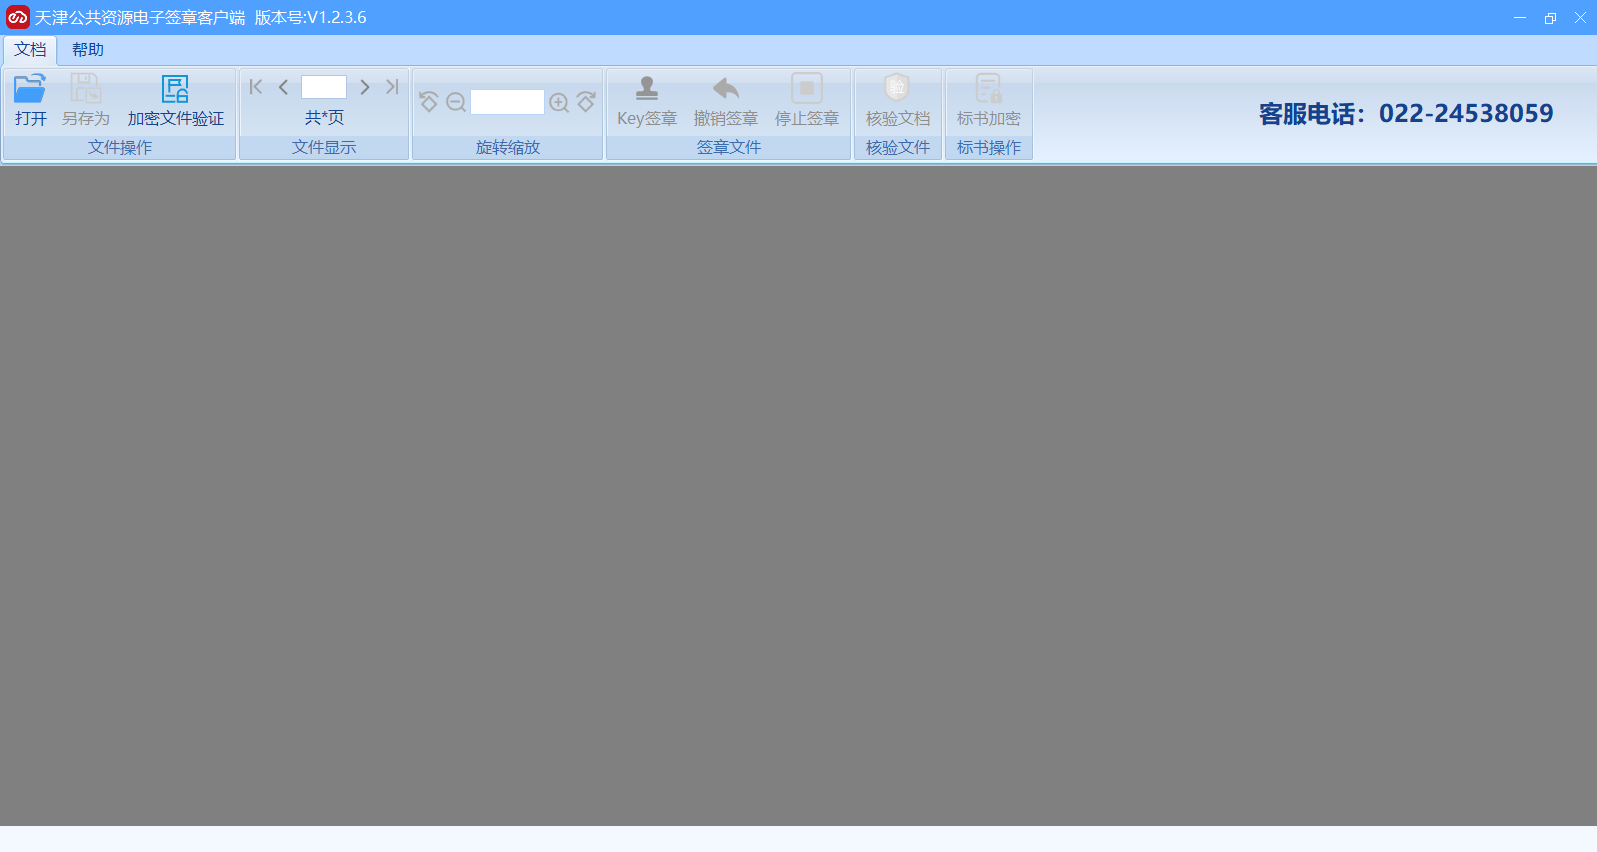 天津公共资源电子签章客户端 版本号:V1.2.3.6
文档 帮助
打开 另存为 加密文件验证
共*页
Key签章 撤销签章 停止签章
验
核验文档
标书加密
客服电话：022-24538059
文件操作 文件显示 旋转缩放 签章文件 核验文件 标书操作